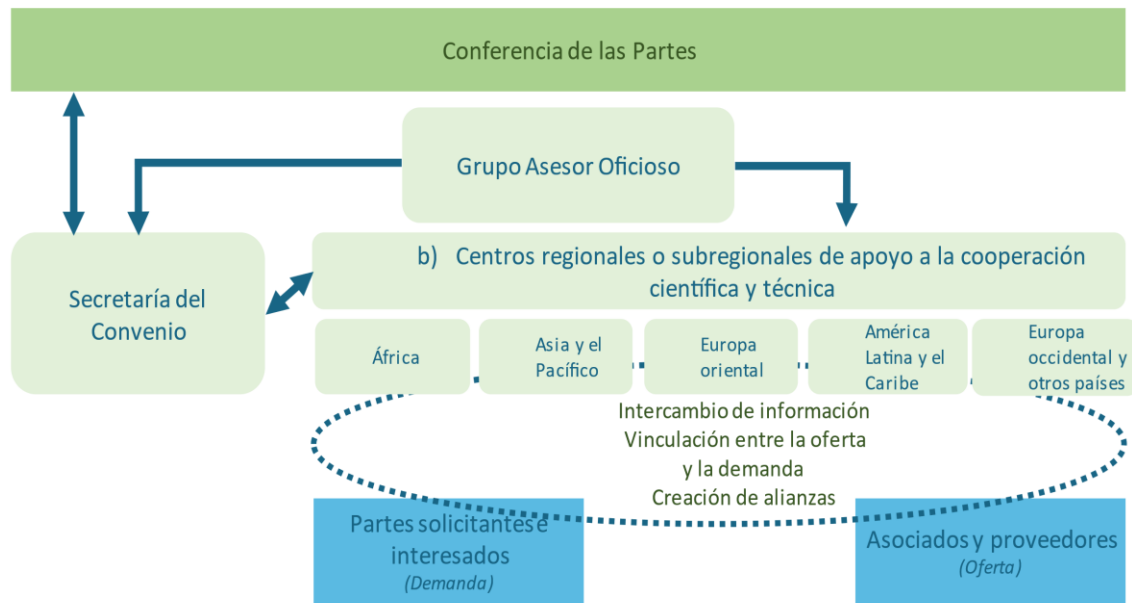 Conferencia de las Partes
Grupo Asesor Oficioso
Secretaría del
Convenio
b) Centros regionales o subregionales de apoyo a la cooperación
científica y técnica
África
Asia y el
Pacífico
Europa
oriental
América
Latina y el
Caribe
Europa
occidental y
otros países
Intercambio de información
Vinculación entre la oferta
y la demanda
Creación de alianzas
Partes solicitantes e
interesados
(Demanda)
Asociados y proveedores
(Oferta)